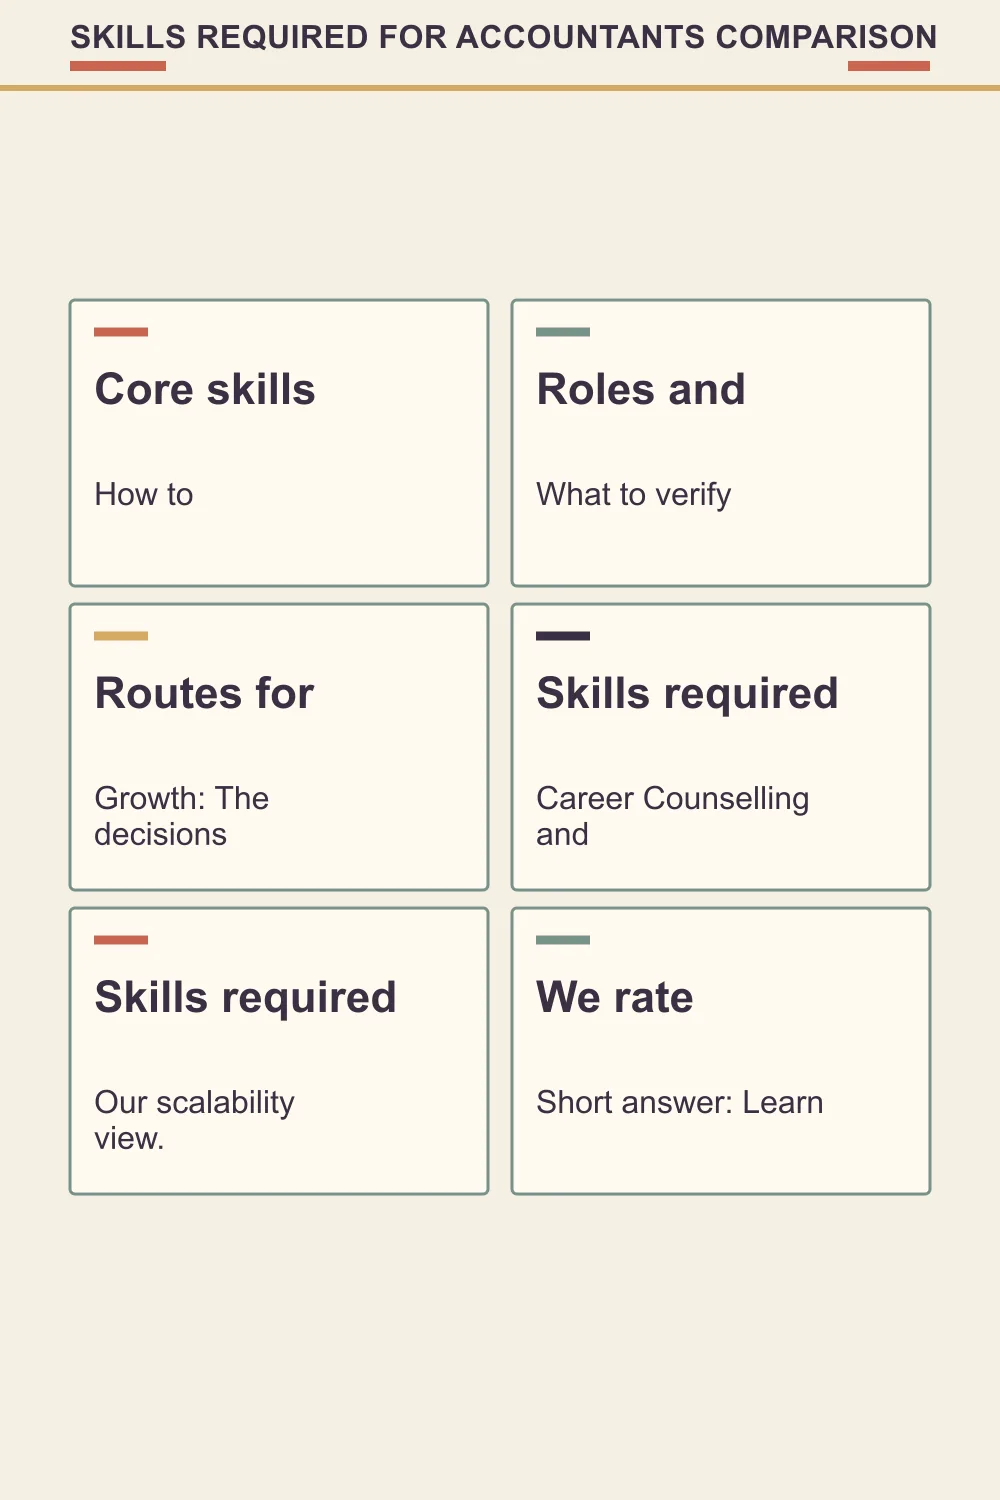 SKILLS REQUIRED FOR ACCOUNTANTS COMPARISON
Core skills
How to
Roles and
What to verify
Routes for
Growth: The
decisions
Skills required
Career Counselling
and
Skills required
Our scalability
view.
We rate
Short answer: Learn